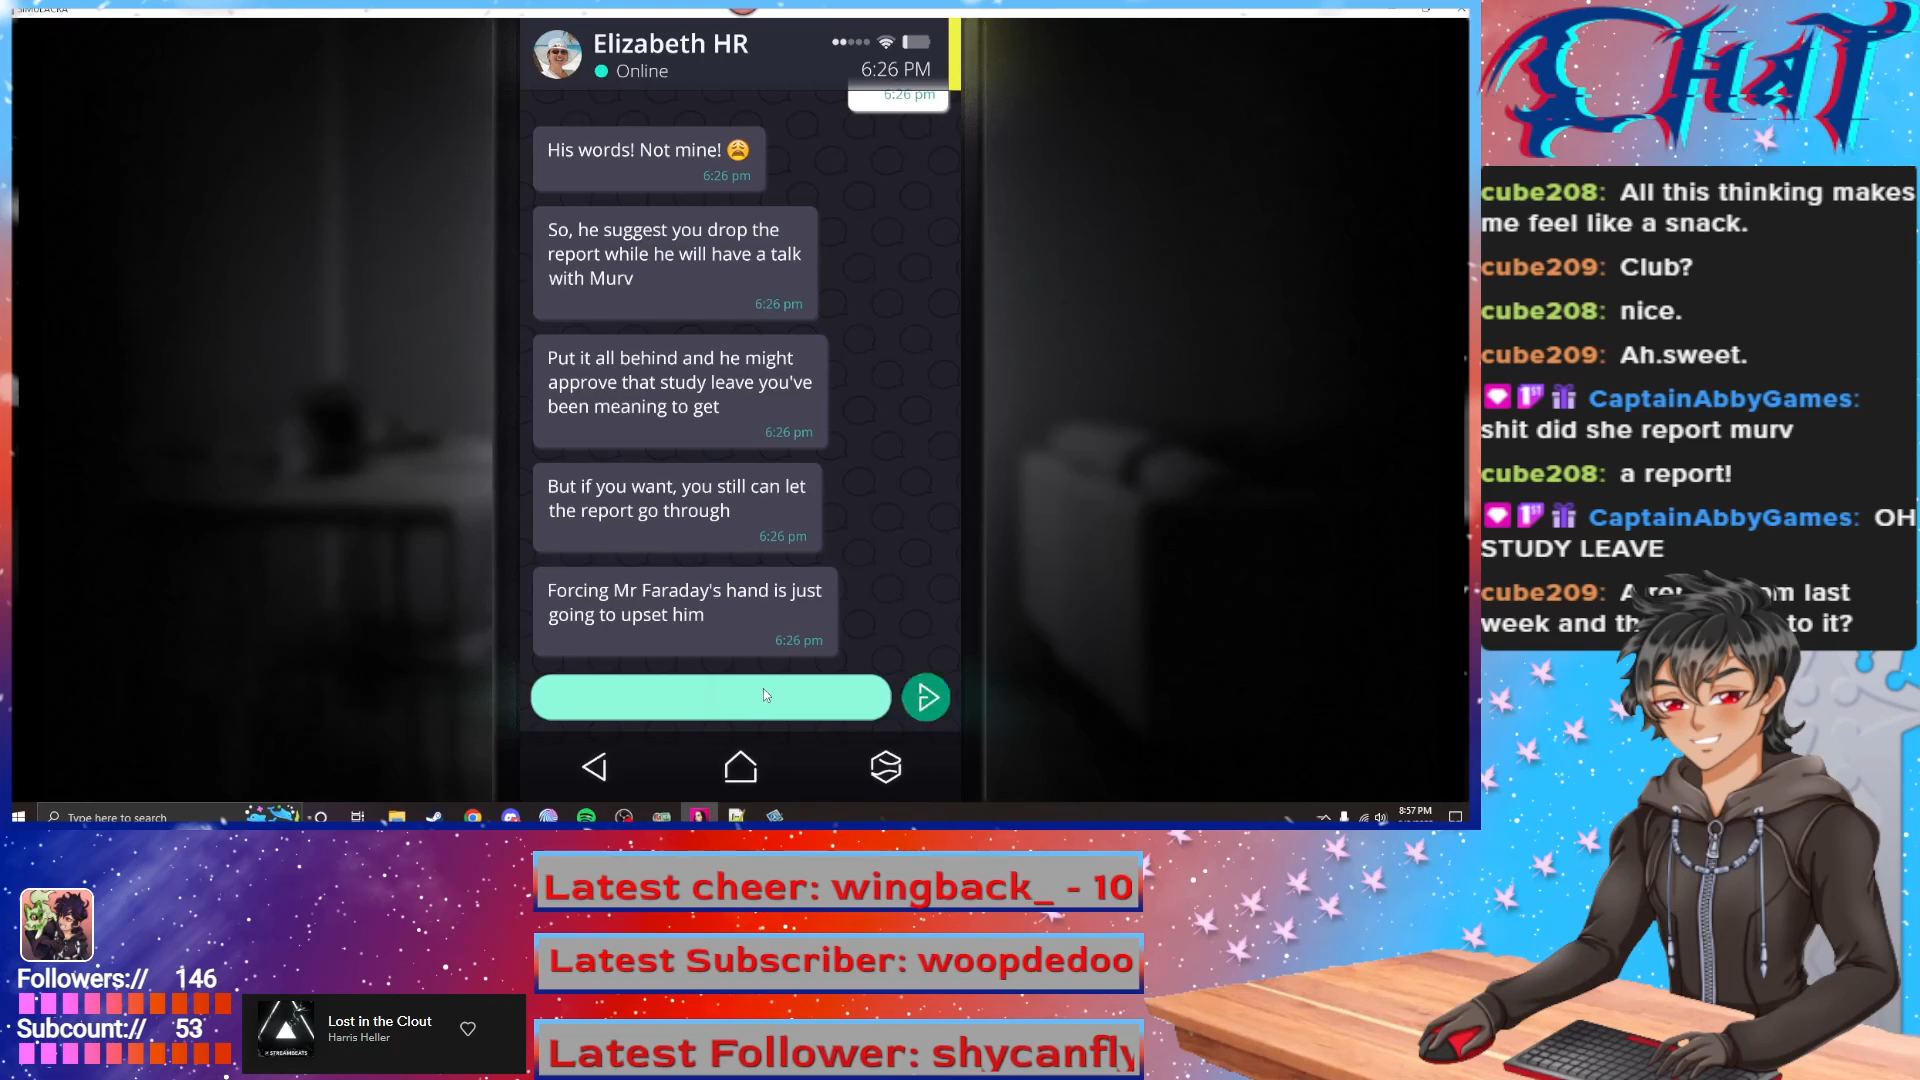 SIMULACRA
Elizabeth HR
Online
6:26 PM
6:26 pm
His words! Not mine! 😩
6:26 pm
So, he suggest you drop the
report while he will have a talk
with Murv
6:26 pm
Put it all behind and he might
approve that study leave you've
been meaning to get
6:26 pm
But if you want, you still can let
the report go through
6:26 pm
Forcing Mr Faraday's hand is just
going to upset him
6:26 pm
Type here to search
8:57 PM
CHAT
cube208: All this thinking makes
me feel like a snack.
cube209: Club?
cube208: nice.
cube209: Ah.sweet.
CaptainAbbyGames:
shit did she report murv
cube208: a report!
CaptainAbbyGames: OH
STUDY LEAVE
cube209: A last
week and to it?
Followers:// 146
Subcount:// 53
STREAMBEATS
Lost in the Clout
Harris Heller
Latest cheer: wingback_ - 10
Latest Subscriber: woopdedoo
Latest Follower: shycanfly